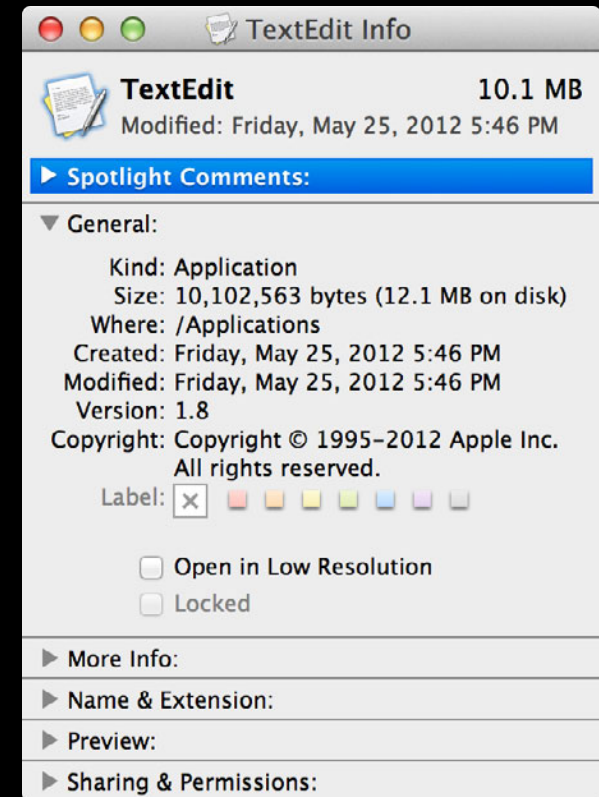 TextEdit Info
TextEdit 10.1 MB
Modified: Friday, May 25, 2012 5:46 PM
Spotlight Comments:
General:
Kind: Application
Size: 10,102,563 bytes (12.1 MB on disk)
Where: /Applications
Created: Friday, May 25, 2012 5:46 PM
Modified: Friday, May 25, 2012 5:46 PM
Version: 1.8
Copyright: Copyright © 1995–2012 Apple Inc.
All rights reserved.
Label:
Open in Low Resolution
Locked
More Info:
Name & Extension:
Preview:
Sharing & Permissions: